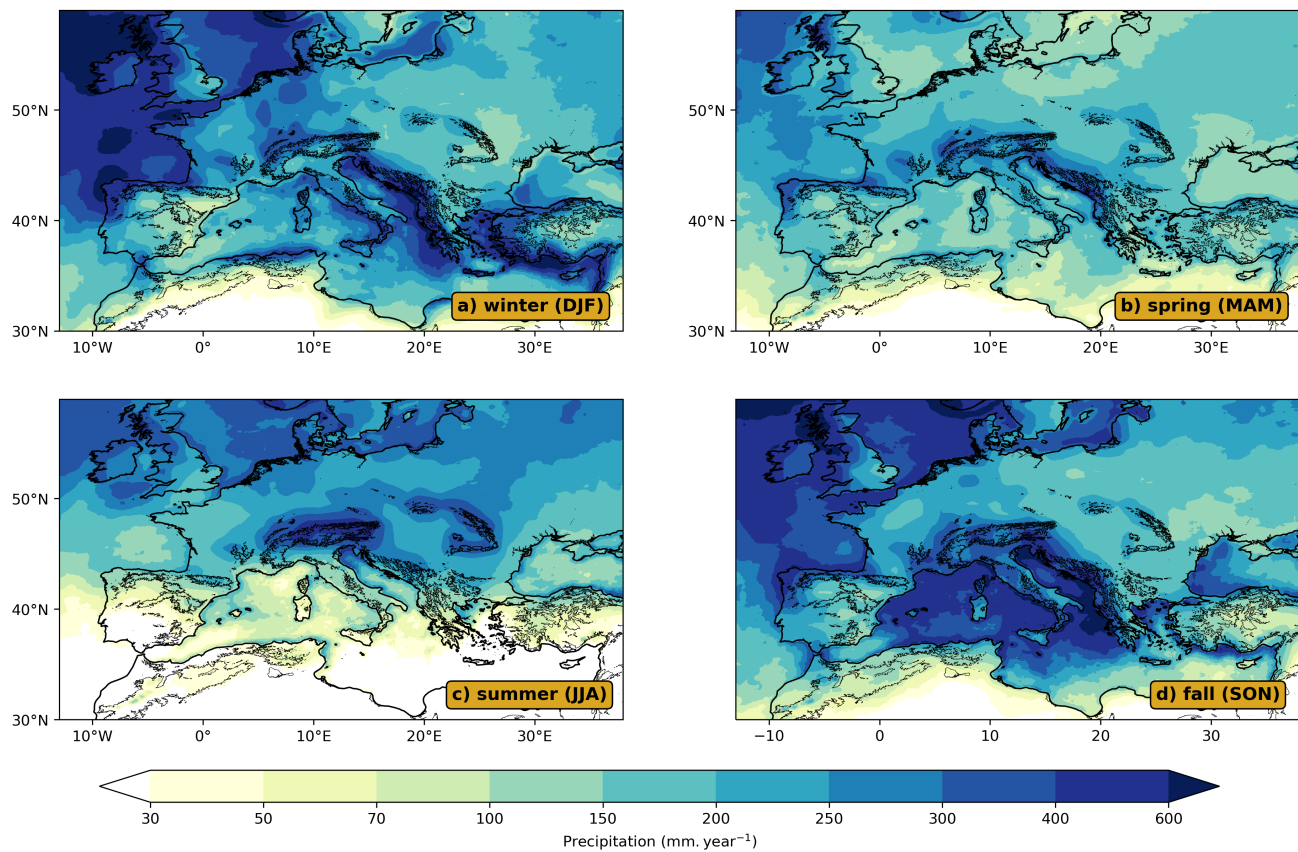 50°N
40°N
30°N
a) winter (DJF)
10°W 0° 10°E 20°E 30°E
50°N
40°N
30°N
b) spring (MAM)
10°W 0° 10°E 20°E 30°E
50°N
40°N
30°N
c) summer (JJA)
10°W 0° 10°E 20°E 30°E
d) fall (SON)
−10 0 10 20 30
30 50 70 100 150 200 250 300 400 600
Precipitation (mm. year⁻¹)